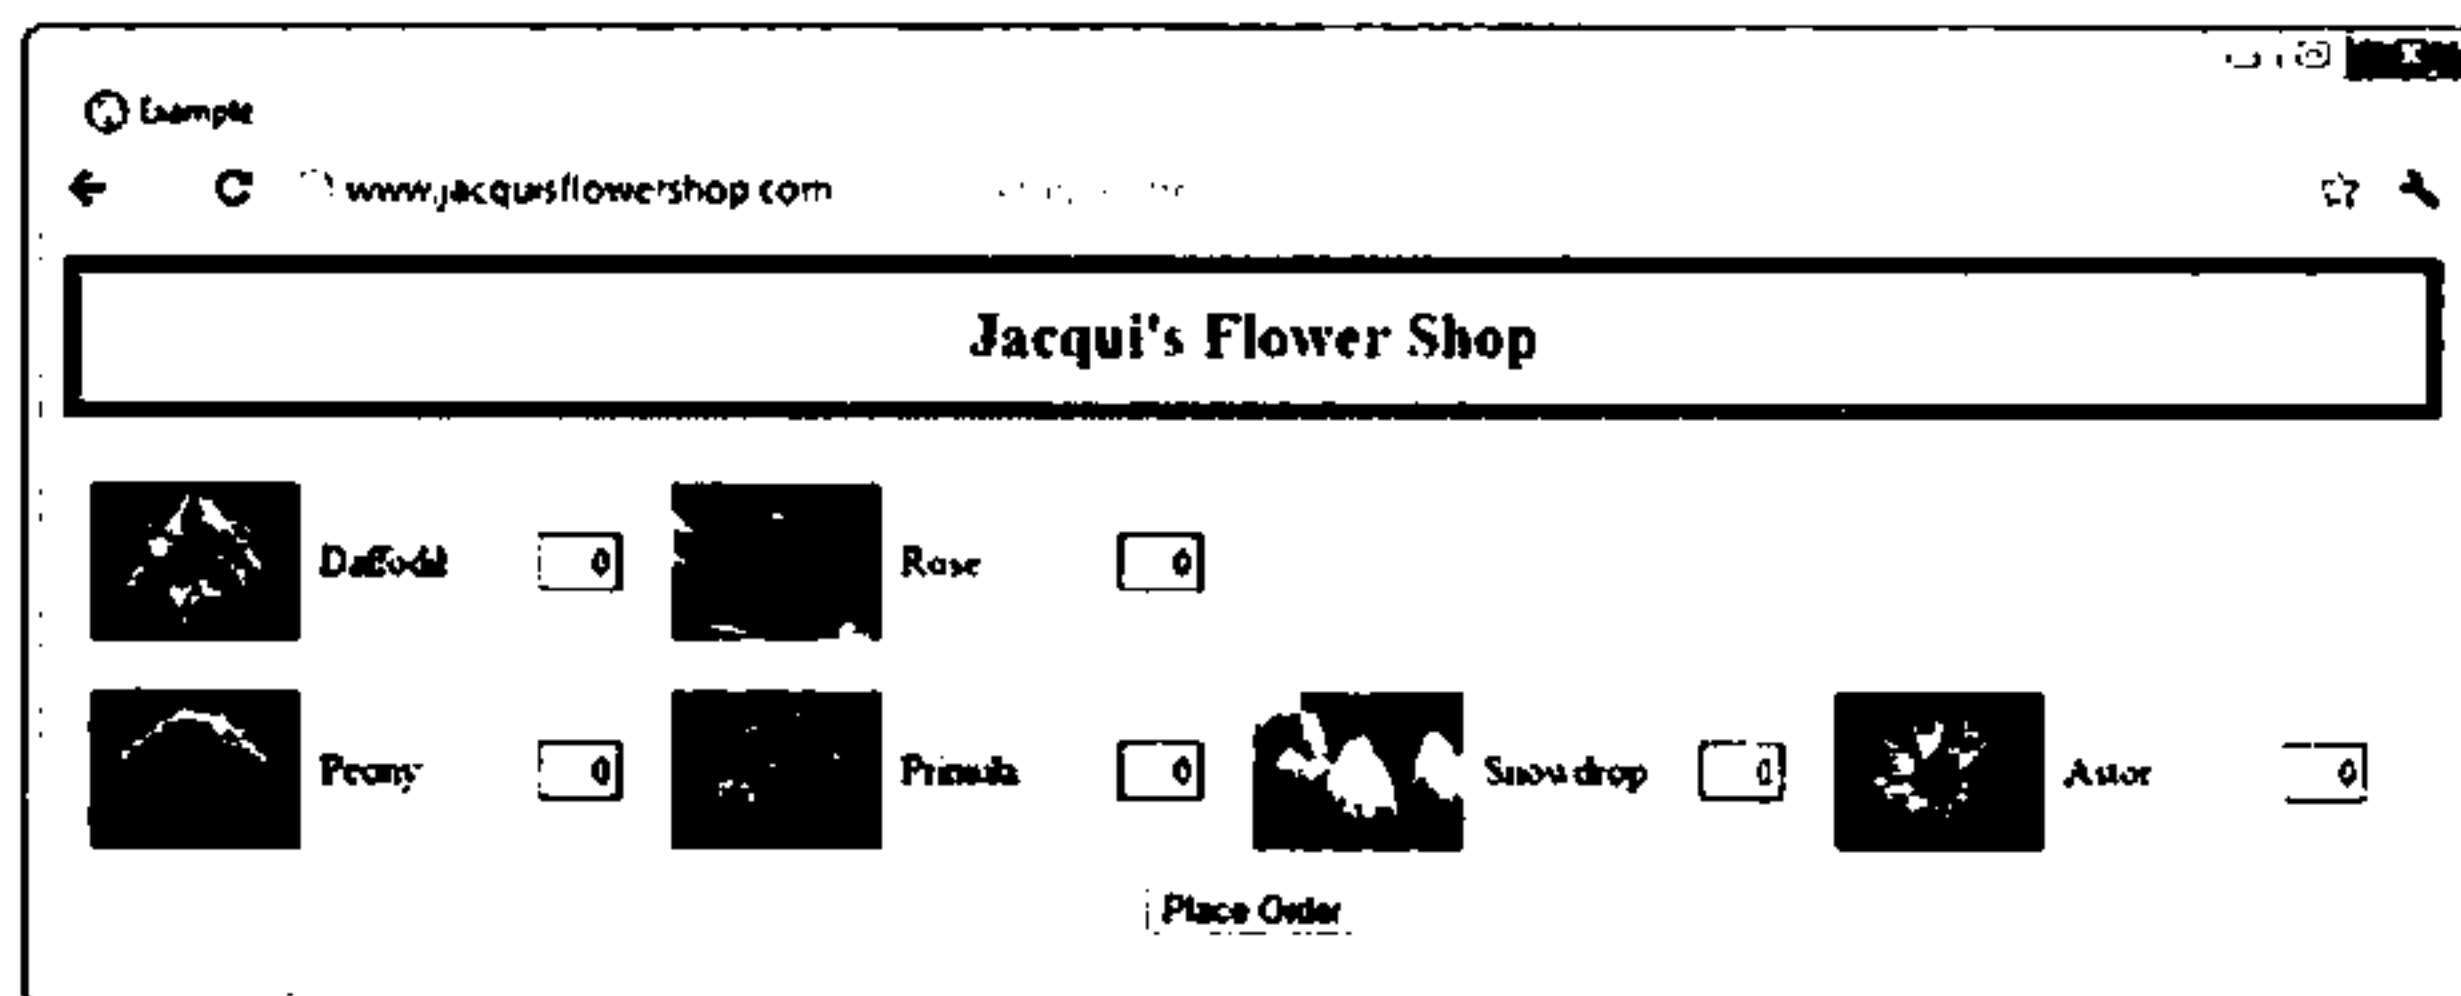 Example
www.jacquisflowershop.com
Jacqui's Flower Shop
Daffodil 0 Rose 0
Peony 0 Primula 0 Snowdrop 0 Astor 0
Place Order